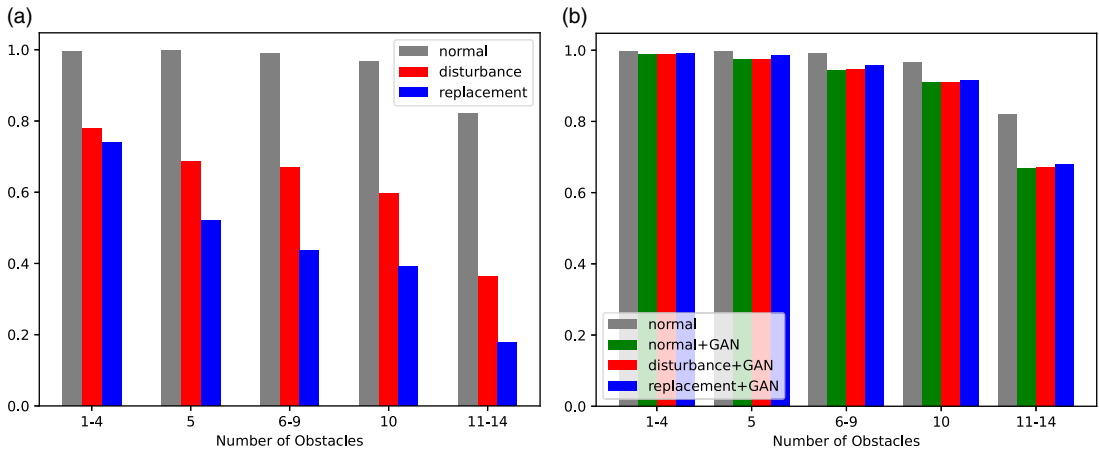 (a)
1.0
0.8
0.6
0.4
0.2
0.0
normal
disturbance
replacement
1-4 5 6-9 10 11-14
Number of Obstacles
(b)
1.0
0.8
0.6
0.4
0.2
0.0
normal
normal+GAN
disturbance+GAN
replacement+GAN
1-4 5 6-9 10 11-14
Number of Obstacles